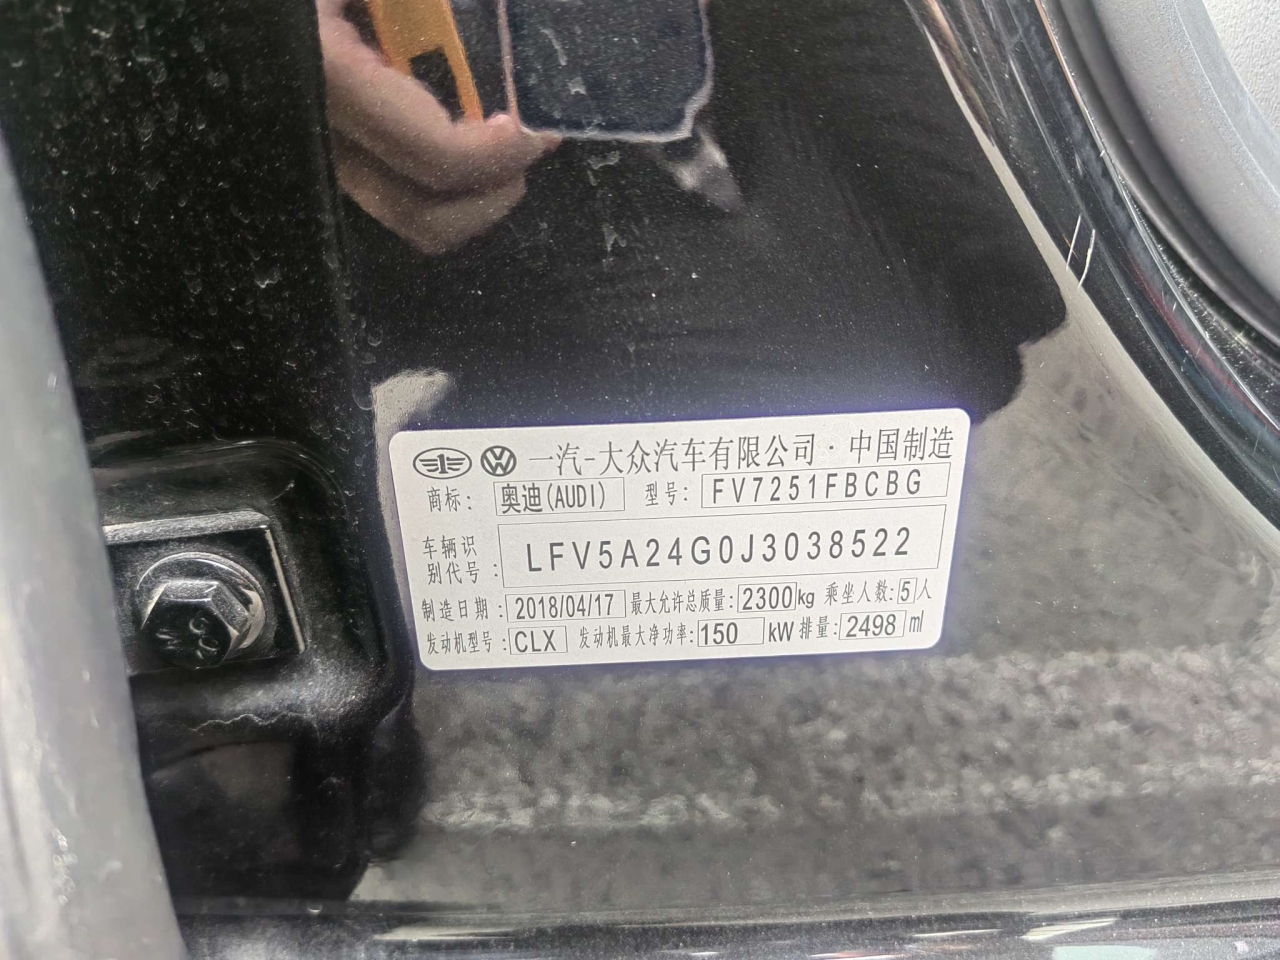 一汽-大众汽车有限公司·中国制造
商标: 奥迪(AUDI) 型号: FV7251FBCBG
车辆识别代号: LFV5A24G0J3038522
制造日期: 2018/04/17 最大允许总质量: 2300kg 乘坐人数: 5人
发动机型号: CLX 发动机最大净功率: 150 kW 排量: 2498 ml